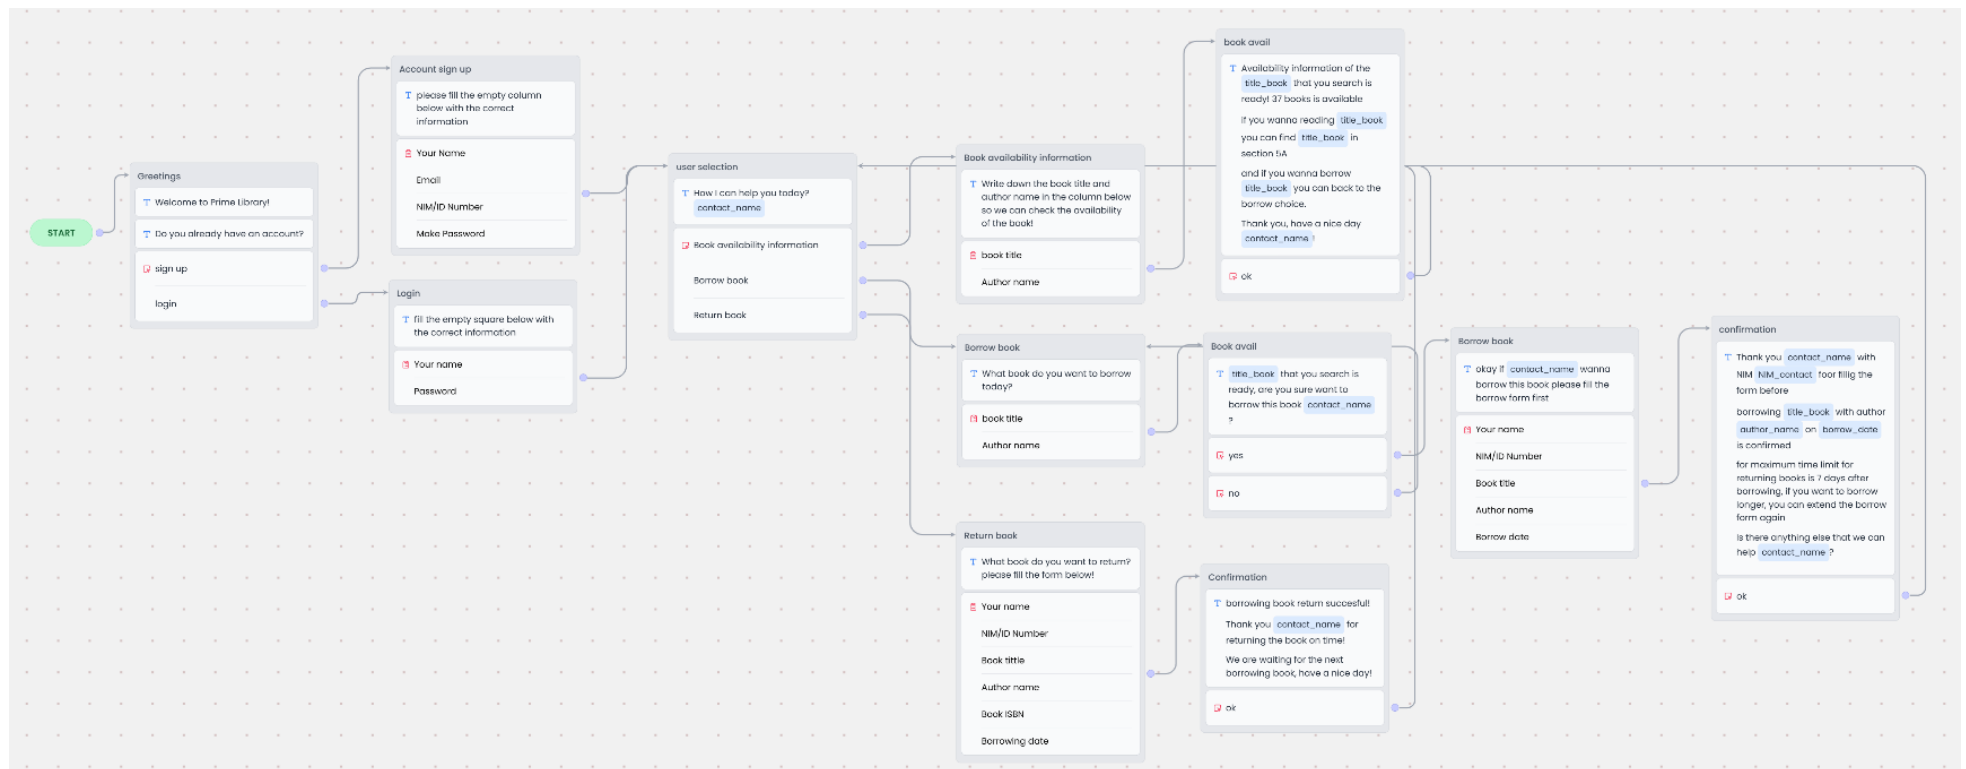 START
Greetings
Welcome to Prime Library!
Do you already have an account?
sign up
login
Account sign up
please fill the empty column
below with the correct
information
Your Name
Email
NIM/ID Number
Make Password
Login
fill the empty square below with
the correct information
Your name
Password
user selection
How I can help you today?
contact_name
Book availability information
Borrow book
Return book
Book availability information
Write down the book title and
author name in the column below
so we can check the availability
of the book!
book title
Author name
book avail
Availability information of the
title_book that you search is
ready! 37 books is available
If you wanna reading title_book
you can find title_book in
section 5A
and if you wanna borrow
title_book you can back to the
borrow choice.
Thank you, have a nice day
contact_name !
ok
Borrow book
What book do you want to borrow
today?
book title
Author name
Book avail
title_book that you search is
ready, are you sure want to
borrow this book contact_name
?
yes
no
Borrow book
okay if contact_name wanna
borrow this book please fill the
borrow form first
Your name
NIM/ID Number
Book title
Author name
Borrow date
confirmation
Thank you contact_name with
NIM NIM_contact foor fillig the
form before
borrowing title_book with author
author_name on borrow_date
is confirmed
for maximum time limit for
returning books is 7 days after
borrowing, if you want to borrow
longer, you can extend the borrow
form again
Is there anything else that we can
help contact_name ?
ok
Return book
What book do you want to return?
please fill the form below!
Your name
NIM/ID Number
Book tittle
Author name
Book ISBN
Borrowing date
Confirmation
borrowing book return succesful!
Thank you contact_name for
returning the book on time!
We are waiting for the next
borrowing book, have a nice day!
ok